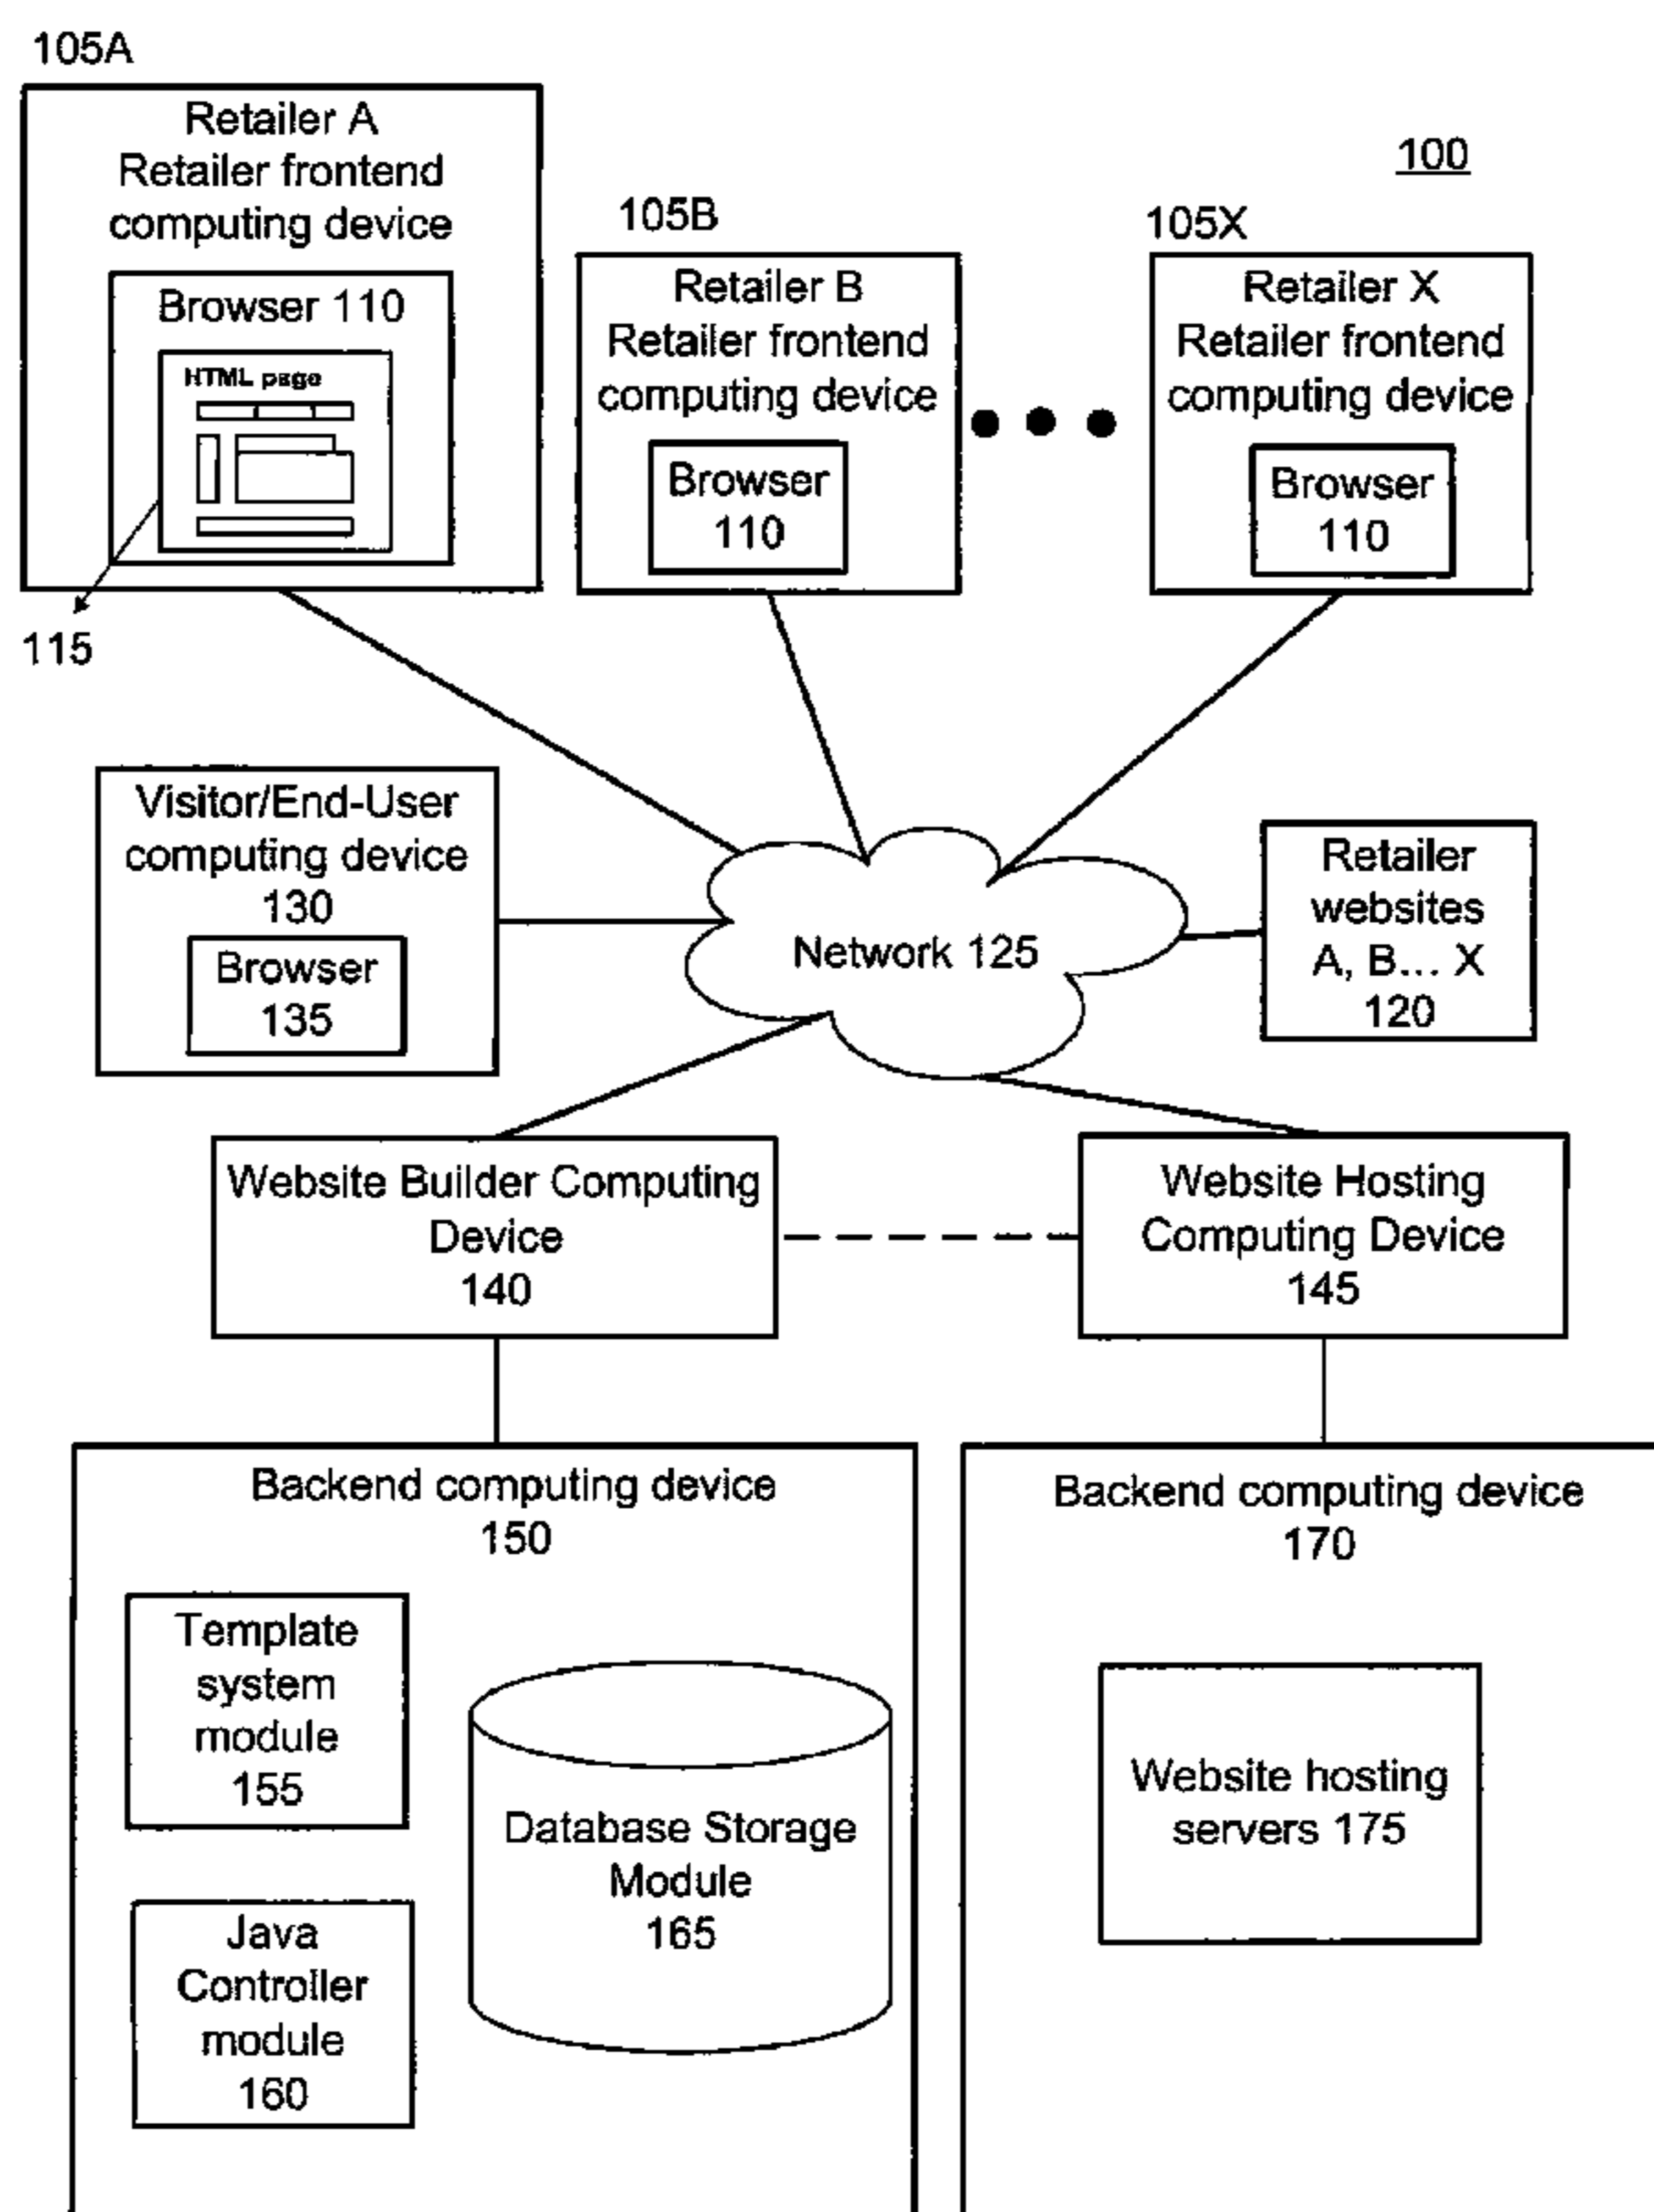 105A
Retailer A
Retailer frontend
computing device
Browser 110
HTML page
115
100
105B
Retailer B
Retailer frontend
computing device
Browser
110
105X
Retailer X
Retailer frontend
computing device
Browser
110
Visitor/End-User
computing device
130
Browser
135
Network 125
Retailer
websites
A, B... X
120
Website Builder Computing
Device
140
Website Hosting
Computing Device
145
Backend computing device
150
Template
system
module
155
Java
Controller
module
160
Database Storage
Module
165
Backend computing device
170
Website hosting
servers 175